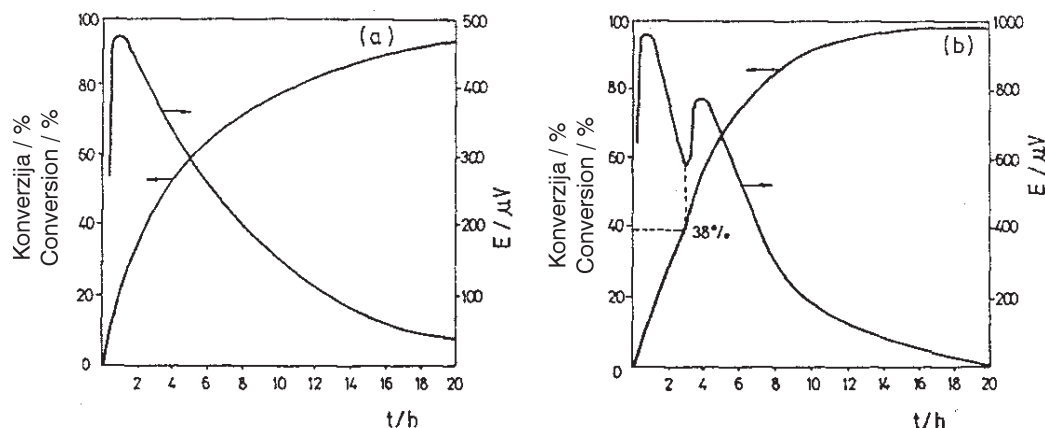 100
80
60
40
20
0
Konverzija / %
Conversion / %
(a)
500
400
300
200
100
E / μV
2 4 6 8 10 12 14 16 18 20
t/h
100
80
60
40
20
0
Konverzija / %
Conversion / %
(b)
38%
1000
800
600
400
200
E / μV
0 2 4 6 8 10 12 14 16 18 20
t/h